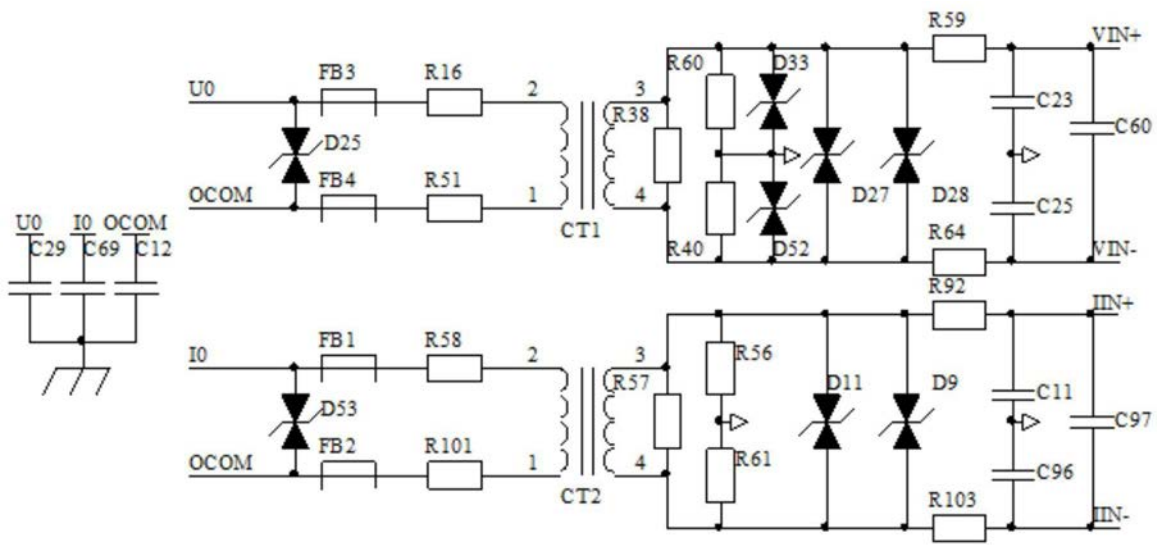 R59
VIN+
FB3
R16
R60
D33
U0
2
3
R38
C23
C60
D25
OCOM
FB4
R51
1
4
D27
D28
C25
CT1
R64
R40
D52
VIN-
U0
I0
OCOM
C29
C69
C12
R92
IIN+
FB1
R58
I0
2
3
R57
R56
D11
D9
C11
D53
C97
OCOM
FB2
R101
1
4
R61
C96
CT2
R103
IIN-